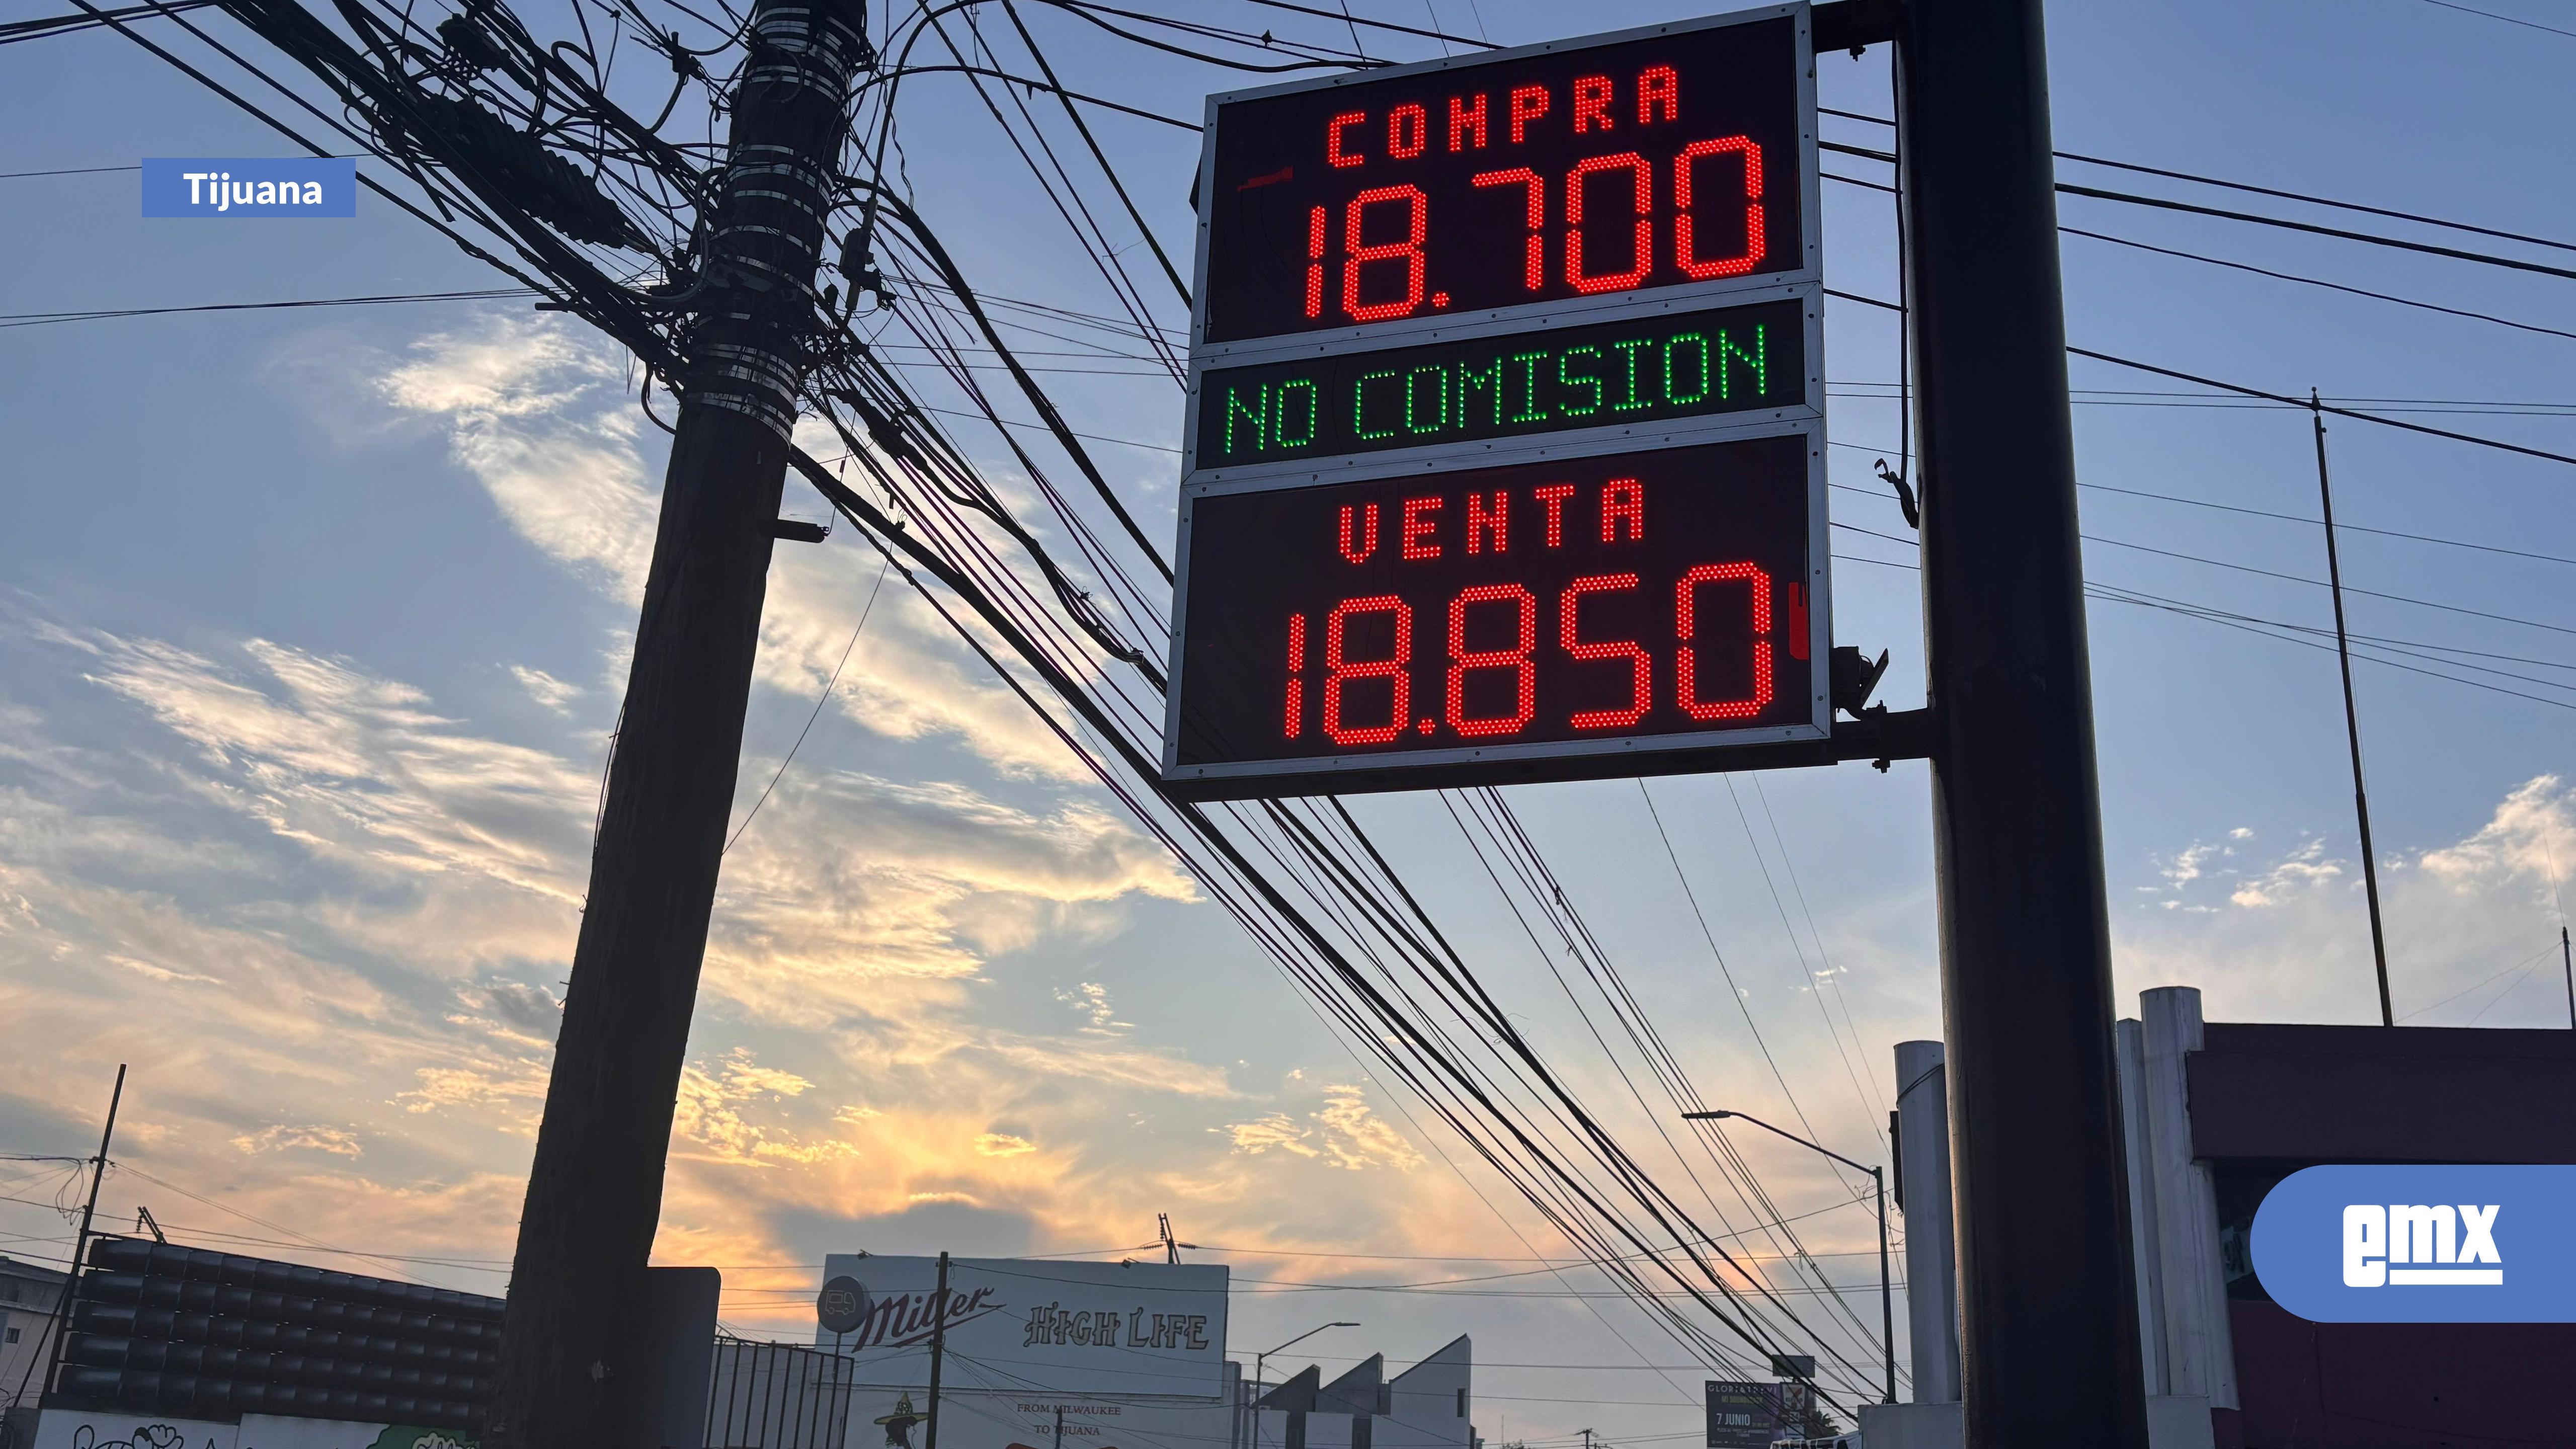 Tijuana
COMPRA
18.700
NO COMISION
VENTA
18.850
emx
Miller
HIGH LIFE
FROM MILWAUKEE
TO TIJUANA
7 JUNIO